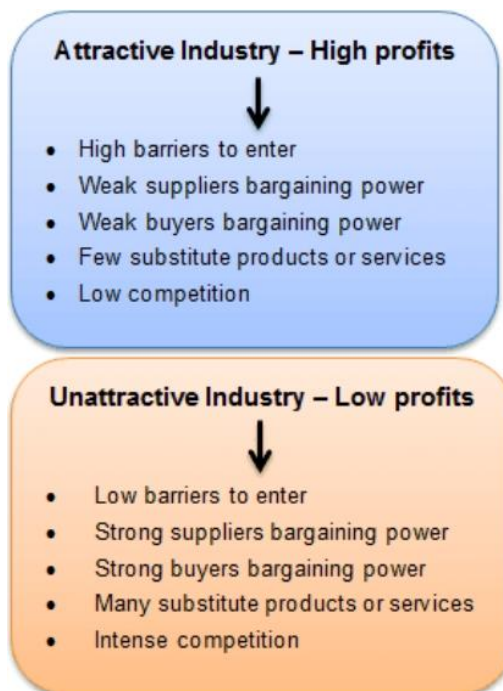 Attractive Industry – High profits
• High barriers to enter
• Weak suppliers bargaining power
• Weak buyers bargaining power
• Few substitute products or services
• Low competition
Unattractive Industry – Low profits
• Low barriers to enter
• Strong suppliers bargaining power
• Strong buyers bargaining power
• Many substitute products or services
• Intense competition